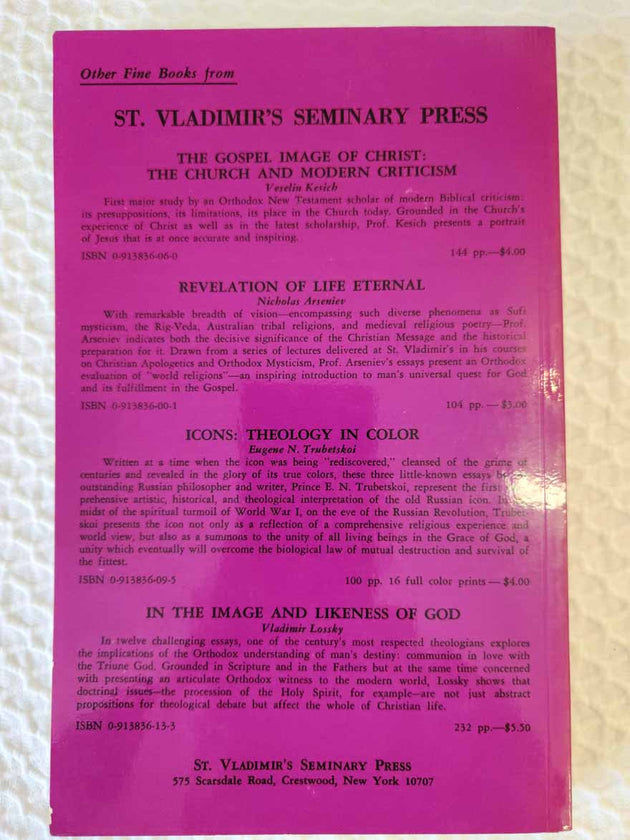 Other Fine Books from
ST. VLADIMIR'S SEMINARY PRESS
THE GOSPEL IMAGE OF CHRIST:
THE CHURCH AND MODERN CRITICISM
Veselin Kesich
First major study by an Orthodox New Testament scholar of modern Biblical criticism:
its presuppositions, its limitations, its place in the Church today. Grounded in the Church's
experience of Christ as well as in the latest scholarship, Prof. Kesich presents a portrait
of Jesus that is at once accurate and inspiring.
ISBN 0-913836-06-0 144 pp.—$4.00
REVELATION OF LIFE ETERNAL
Nicholas Arseniev
With remarkable breadth of vision—encompassing such diverse phenomena as Sufi
mysticism, the Rig-Veda, Australian tribal religions, and medieval religious poetry—Prof.
Arseniev indicates both the decisive significance of the Christian Message and the historical
preparation for it. Drawn from a series of lectures delivered at St. Vladimir's in his courses
on Christian Apologetics and Orthodox Mysticism, Prof. Arseniev's essays present an Orthodox
evaluation of "world religions"—an inspiring introduction to man's universal quest for God
and its fulfillment in the Gospel.
ISBN 0-913836-00-1 104 pp. — $3.00
ICONS: THEOLOGY IN COLOR
Eugene N. Trubetskoi
Written at a time when the icon was being "rediscovered," cleansed of the grime of
centuries and revealed in the glory of its true colors, these three little-known essays
outstanding Russian philosopher and writer, Prince E. N. Trubetskoi, represent the first
prehensive artistic, historical, and theological interpretation of the old Russian icon.
midst of the spiritual turmoil of World War I, on the eve of the Russian Revolution, Trubet-
skoi presents the icon not only as a reflection of a comprehensive religious experience and
world view, but also as a summons to the unity of all living beings in the Grace of God, a
unity which eventually will overcome the biological law of mutual destruction and survival of
the fittest.
ISBN 0-913836-09-5 100 pp. 16 full color prints — $4.00
IN THE IMAGE AND LIKENESS OF GOD
Vladimir Lossky
In twelve challenging essays, one of the century's most respected theologians explores
the implications of the Orthodox understanding of man's destiny: communion in love with
the Triune God. Grounded in Scripture and in the Fathers but at the same time concerned
with presenting an articulate Orthodox witness to the modern world, Lossky shows that
doctrinal issues—the procession of the Holy Spirit, for example—are not just abstract
propositions for theological debate but affect the whole of Christian life.
ISBN 0-913836-13-3 232 pp.—$5.50
ST. VLADIMIR'S SEMINARY PRESS
575 Scarsdale Road, Crestwood, New York 10707